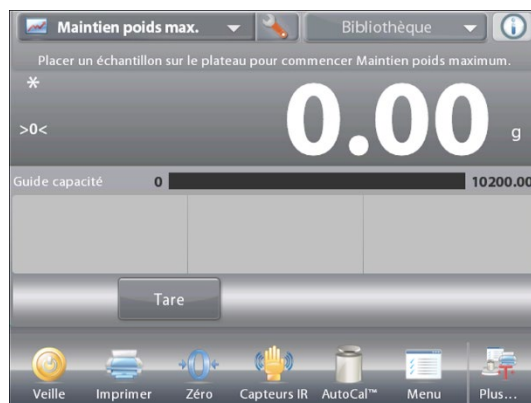 Maintien poids max. Bibliothèque
Placer un échantillon sur le plateau pour commencer Maintien poids maximum.
*
>0< 0.00 g
Guide capacité 0 10200.00
Tare
Veille Imprimer Zéro Capteurs IR AutoCal™ Menu Plus...